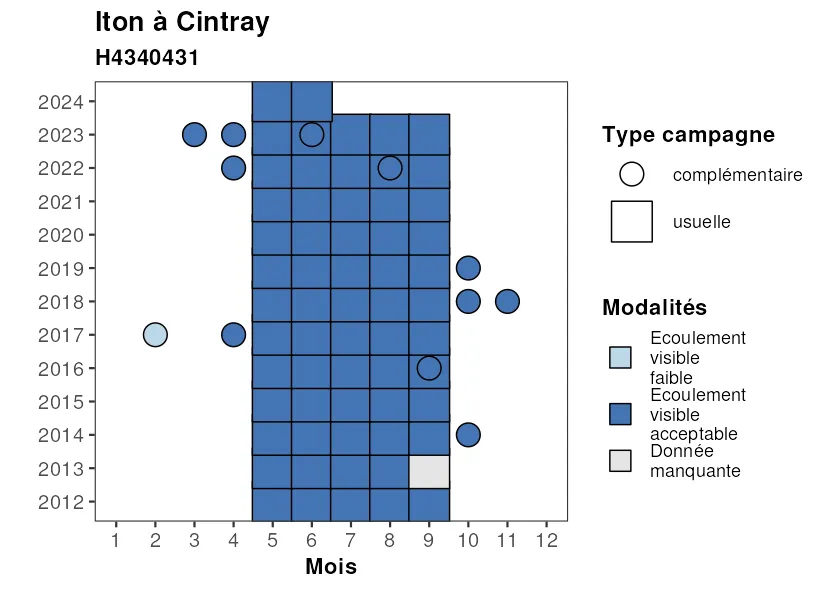 Iton à Cintray
H4340431
2024
2023
2022
2021
2020
2019
2018
2017
2016
2015
2014
2013
2012
1 2 3 4 5 6 7 8 9 10 11 12
Mois
Type campagne
complémentaire
usuelle
Modalités
Ecoulement
visible
faible
Ecoulement
visible
acceptable
Donnée
manquante